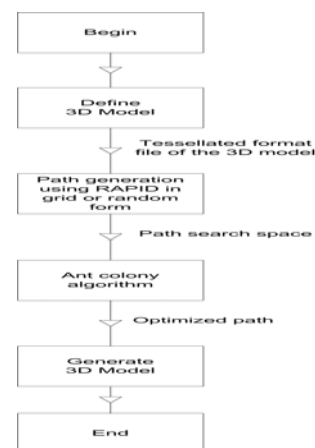 Begin
Define
3D Model
Tessellated format
file of the 3D model
Path generation
using RAPID in
grid or random
form
Path search space
Ant colony
algorithm
Optimized path
Generate
3D Model
End